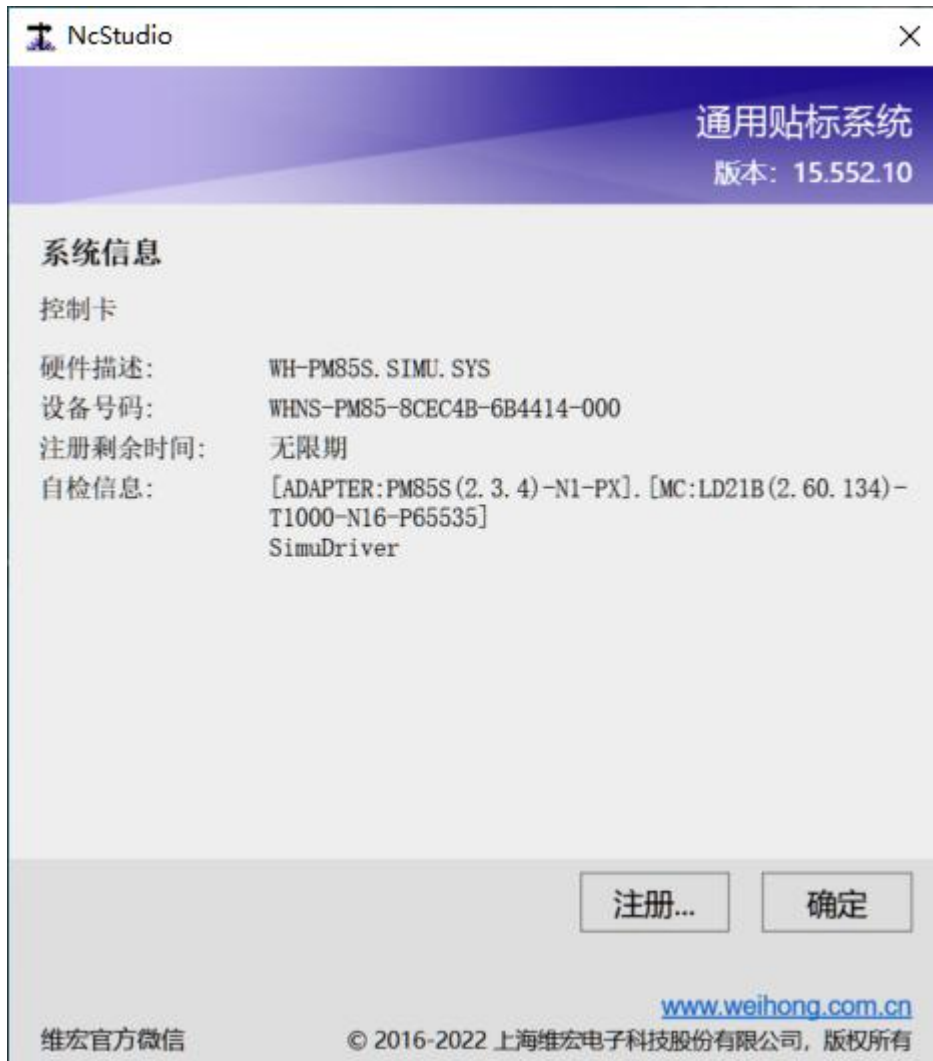 NcStudio
通用贴标系统
版本：15.552.10
系统信息
控制卡
硬件描述： WH-PM85S.SIMU.SYS
设备号码： WHNS-PM85-8CEC4B-6B4414-000
注册剩余时间： 无限期
自检信息： [ADAPTER:PM85S(2.3.4)-N1-PX].[MC:LD21B(2.60.134)-
T1000-N16-P65535]
SimuDriver
注册...
确定
www.weihong.com.cn
维宏官方微信
© 2016-2022 上海维宏电子科技股份有限公司，版权所有